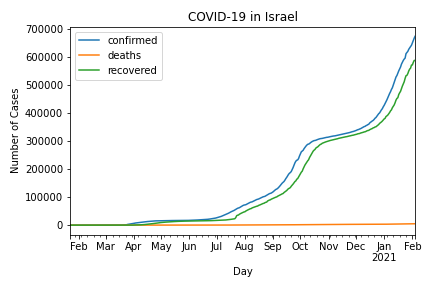 COVID-19 in Israel
confirmed
deaths
recovered
Number of Cases
700000
600000
500000
400000
300000
200000
100000
0
Feb Mar Apr May Jun Jul Aug Sep Oct Nov Dec Jan Feb
2021
Day